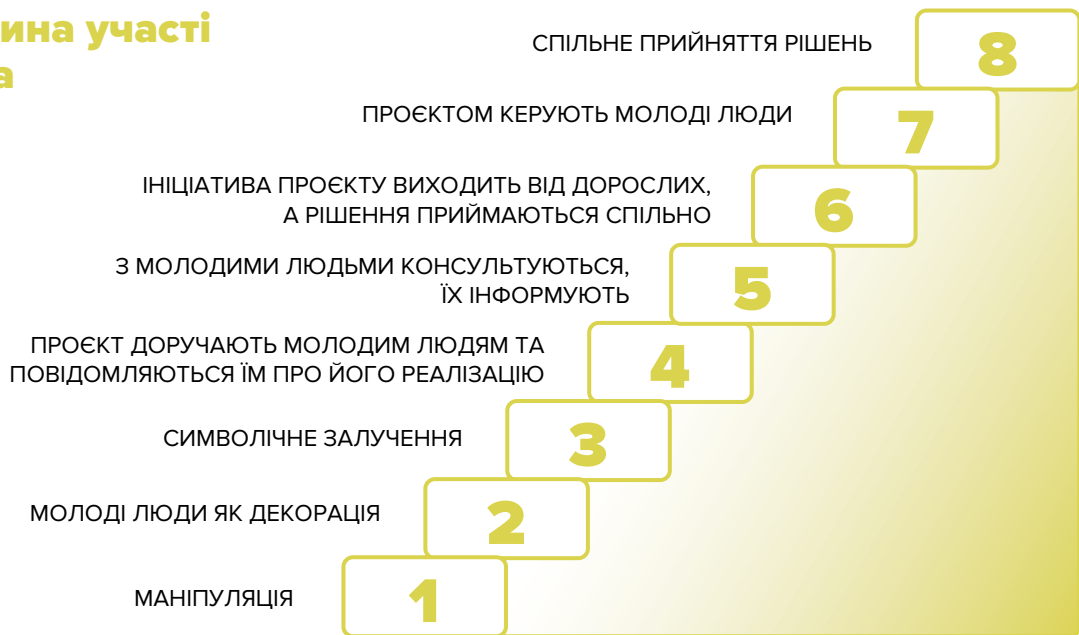 участі
СПІЛЬНЕ ПРИЙНЯТТЯ РІШЕНЬ
8
ПРОЄКТОМ КЕРУЮТЬ МОЛОДІ ЛЮДИ
7
ІНІЦІАТИВА ПРОЄКТУ ВИХОДИТЬ ВІД ДОРОСЛИХ,
А РІШЕННЯ ПРИЙМАЮТЬСЯ СПІЛЬНО
6
З МОЛОДИМИ ЛЮДЬМИ КОНСУЛЬТУЮТЬСЯ,
ЇХ ІНФОРМУЮТЬ
5
ПРОЄКТ ДОРУЧАЮТЬ МОЛОДИМ ЛЮДЯМ ТА
ПОВІДОМЛЯЮТЬСЯ ЇМ ПРО ЙОГО РЕАЛІЗАЦІЮ
4
СИМВОЛІЧНЕ ЗАЛУЧЕННЯ
3
МОЛОДІ ЛЮДИ ЯК ДЕКОРАЦІЯ
2
МАНІПУЛЯЦІЯ
1